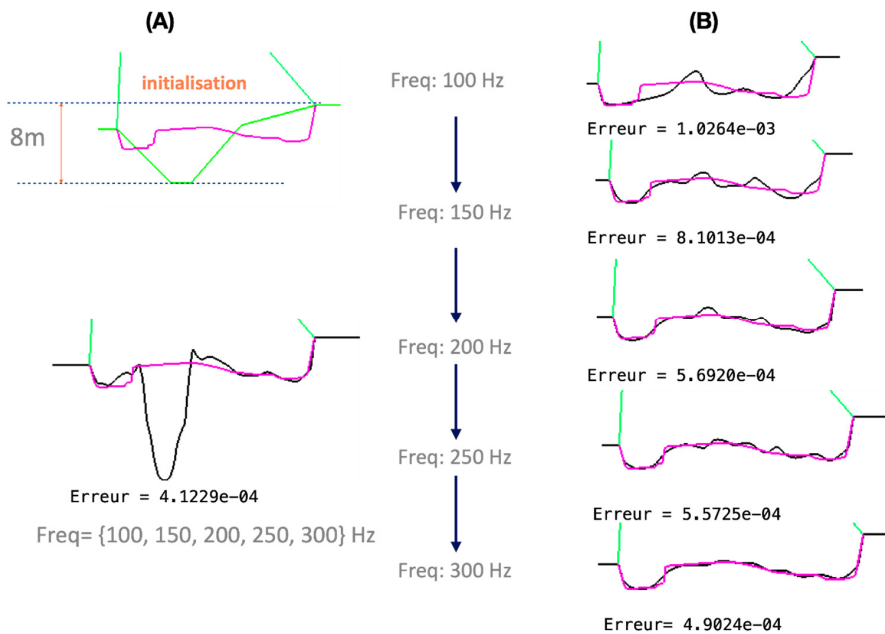 (A)
(B)
initialisation
8m
Freq: 100 Hz
Erreur = 1.0264e-03
Freq: 150 Hz
Erreur = 8.1013e-04
Freq: 200 Hz
Erreur = 5.6920e-04
Freq: 250 Hz
Erreur = 4.1229e-04
Erreur = 5.5725e-04
Freq= {100, 150, 200, 250, 300} Hz
Freq: 300 Hz
Erreur= 4.9024e-04